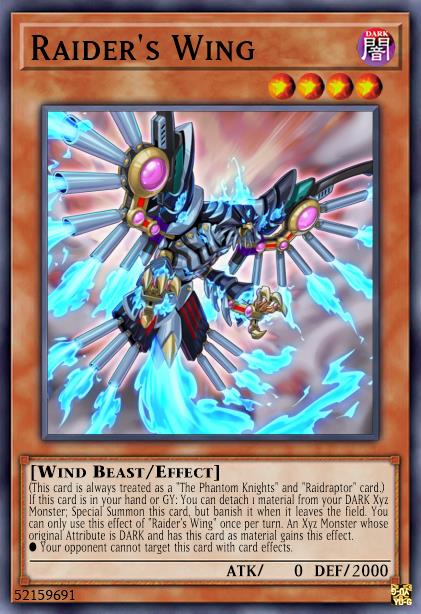 Raider's Wing
DARK
闇
[Wind Beast/Effect]
(This card is always treated as a "The Phantom Knights" and "Raidraptor" card.)
If this card is in your hand or GY: You can detach 1 material from your DARK Xyz
Monster; Special Summon this card, but banish it when it leaves the field. You
can only use this effect of "Raider's Wing" once per turn. An Xyz Monster whose
original Attribute is DARK and has this card as material gains this effect.
● Your opponent cannot target this card with card effects.
ATK/ 0 DEF/2000
52159691